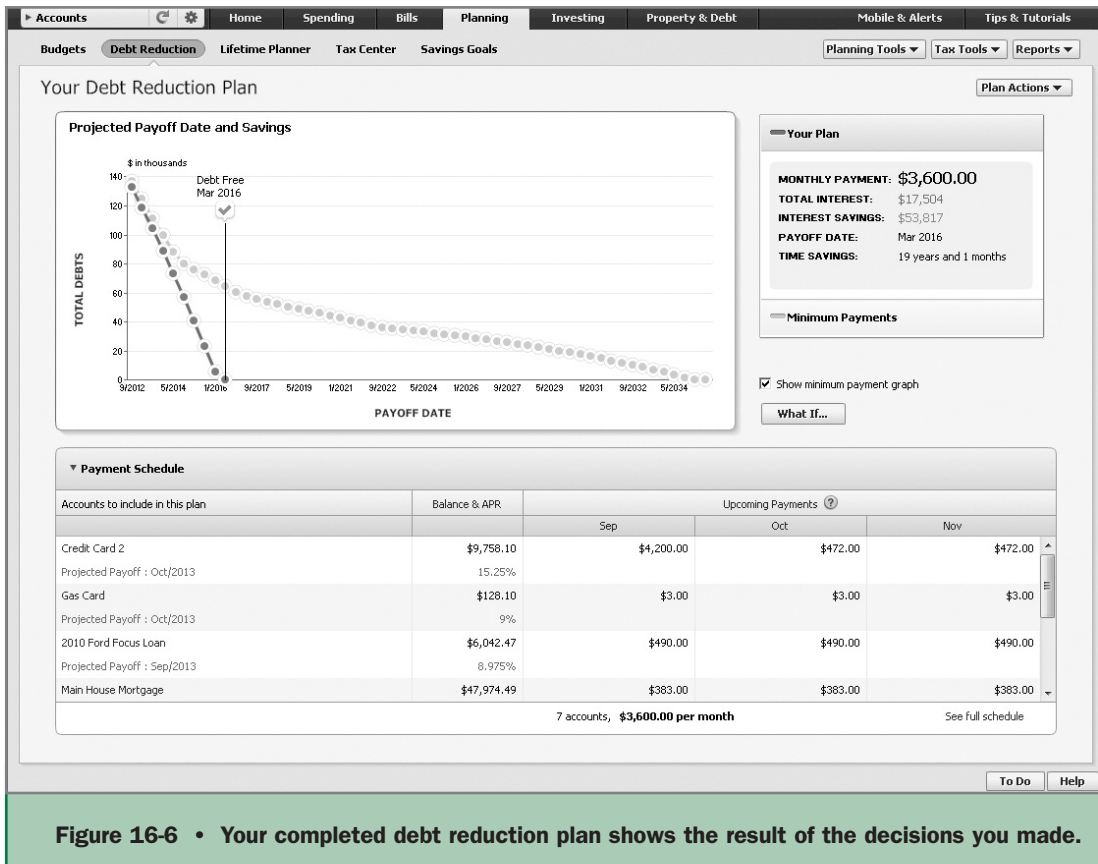 Accounts Home Spending Bills Planning Investing Property & Debt Mobile & Alerts Tips & Tutorials
Budgets Debt Reduction Lifetime Planner Tax Center Savings Goals Planning Tools Tax Tools Reports
Your Debt Reduction Plan
Plan Actions
Projected Payoff Date and Savings
$ in thousands
Debt Free
Mar 2016
140
120
100
80
60
40
20
0
TOTAL DEBTS
9/2012 5/2014 1/2016 9/2017 5/2019 1/2021 9/2022 5/2024 1/2026 9/2027 5/2029 1/2031 9/2032 5/2034
PAYOFF DATE
Your Plan
MONTHLY PAYMENT: $3,600.00
TOTAL INTEREST: $17,504
INTEREST SAVINGS: $53,817
PAYOFF DATE: Mar 2016
TIME SAVINGS: 19 years and 1 months
Minimum Payments
Show minimum payment graph
What If...
Payment Schedule
Accounts to include in this plan Balance & APR Upcoming Payments ?
Sep Oct Nov
Credit Card 2 $9,758.10 $4,200.00 $472.00 $472.00
Projected Payoff : Oct/2013 15.25%
Gas Card $128.10 $3.00 $3.00 $3.00
Projected Payoff : Oct/2013 9%
2010 Ford Focus Loan $6,042.47 $490.00 $490.00 $490.00
Projected Payoff : Sep/2013 8.975%
Main House Mortgage $47,974.49 $383.00 $383.00 $383.00
7 accounts, $3,600.00 per month See full schedule
To Do Help
Figure 16-6 • Your completed debt reduction plan shows the result of the decisions you made.